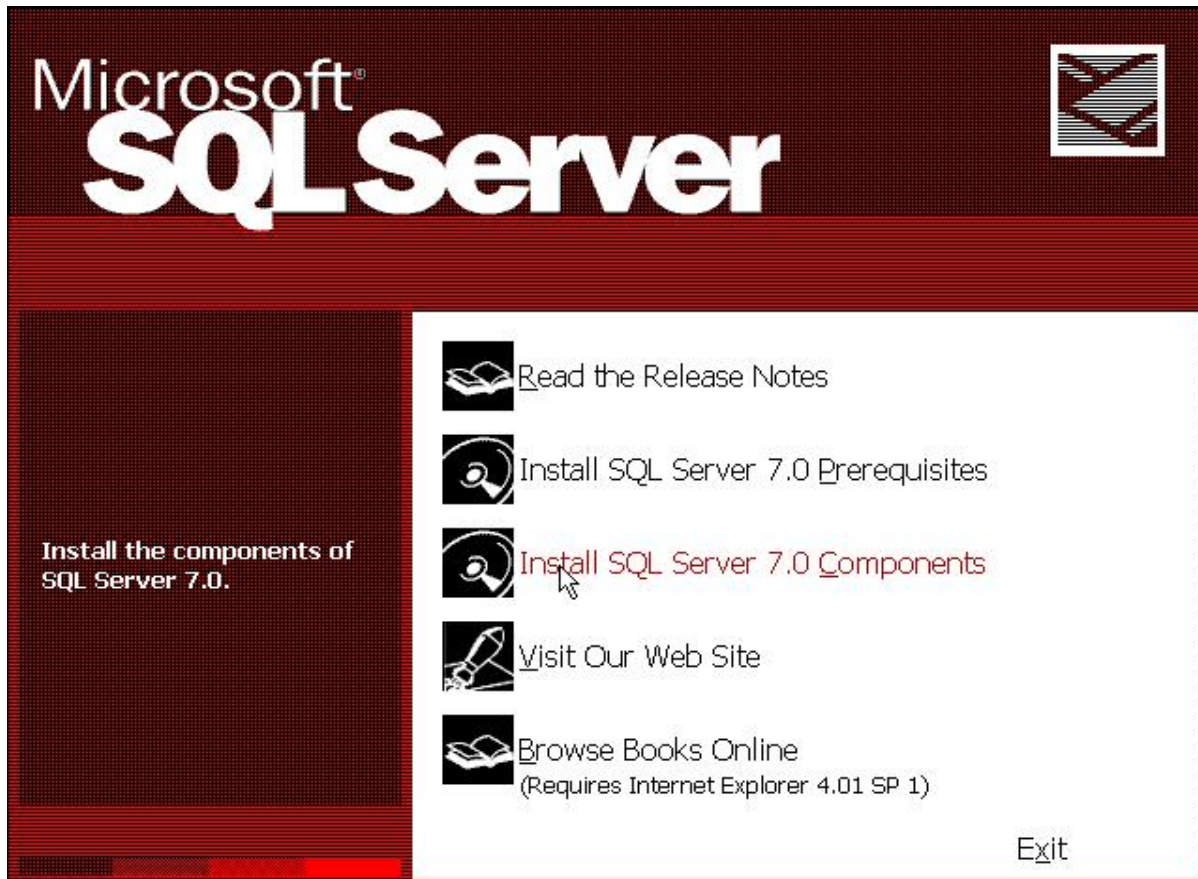 Microsoft®
SQL Server
Read the Release Notes
Install SQL Server 7.0 Prerequisites
Install SQL Server 7.0 Components
Install the components of
SQL Server 7.0.
Visit Our Web Site
Browse Books Online
(Requires Internet Explorer 4.01 SP 1)
Exit